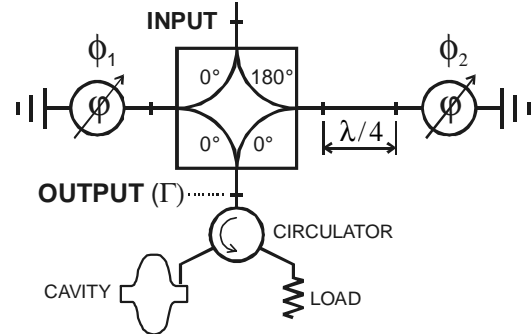 INPUT
ϕ₁
ϕ₂
0°
180°
φ
φ
0°
0°
λ/4
OUTPUT (Γ)
CIRCULATOR
CAVITY
LOAD